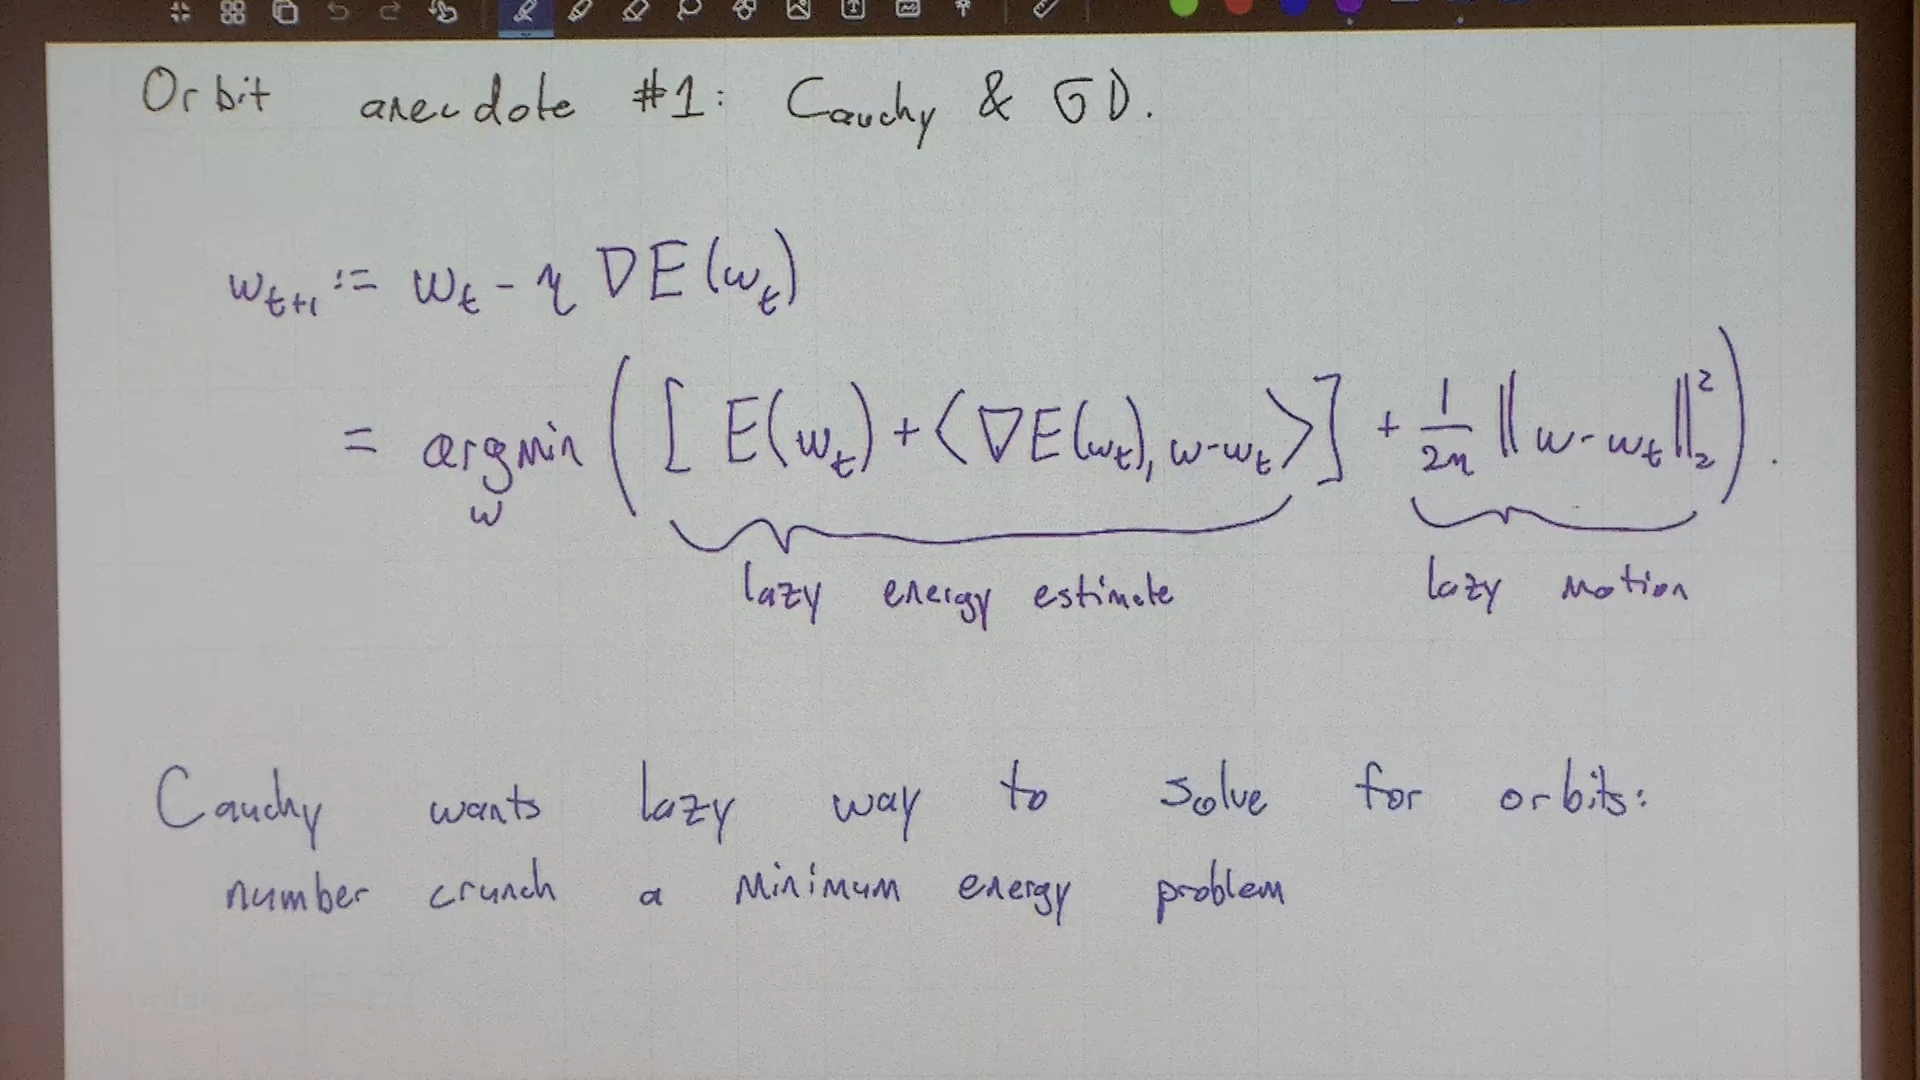 Orbit anecdote #1: Cauchy & GD.
w_{t+1} := w_t - η ∇E(w_t)
= argmin_w ( [ E(w_t) + ⟨∇E(w_t), w-w_t⟩ ] + 1/2η ||w-w_t||_2^2 ).
lazy energy estimate lazy motion
Cauchy wants lazy way to solve for orbits:
number crunch a minimum energy problem